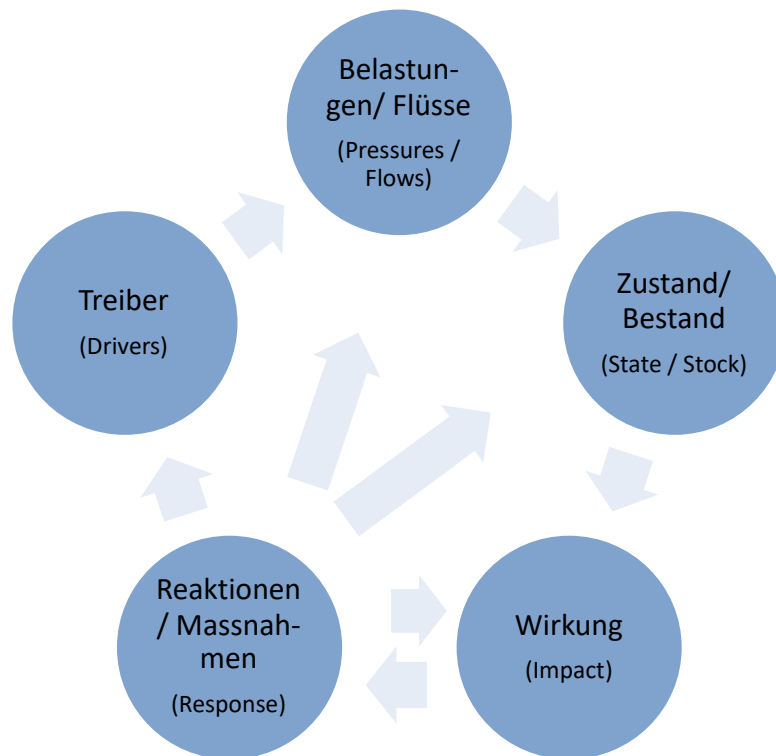 Belastun-
gen/ Flüsse
(Pressures /
Flows)
Treiber
(Drivers)
Zustand/
Bestand
(State / Stock)
Reaktionen
/ Massnah-
men
(Response)
Wirkung
(Impact)